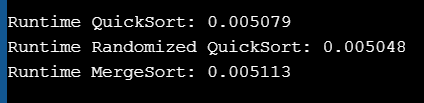 Runtime QuickSort: 0.005079
Runtime Randomized QuickSort: 0.005048
Runtime MergeSort: 0.005113